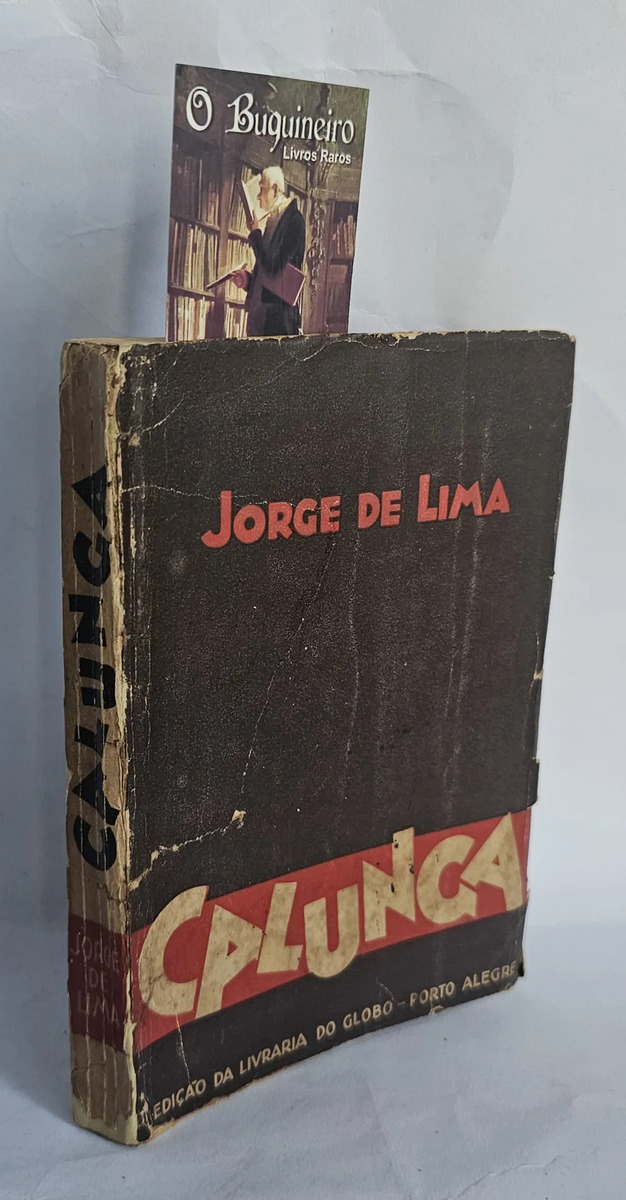 O Buquineiro
Livros Raros
JORGE DE LIMA
CALUNGA
EDIÇÃO DA LIVRARIA DO GLOBO - PORTO ALEGRE
CALUNGA
JORGE
DE
LIMA